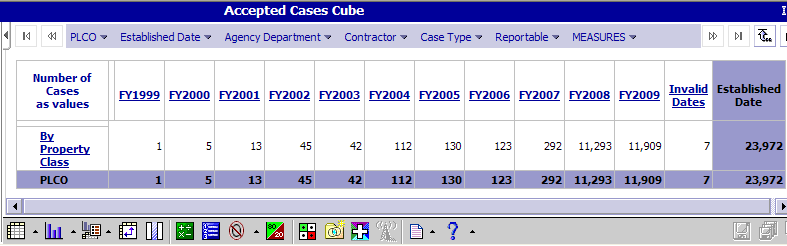 Accepted Cases Cube
PLCO Established Date Agency Department Contractor Case Type Reportable MEASURES
Number of Cases as values FY1999 FY2000 FY2001 FY2002 FY2003 FY2004 FY2005 FY2006 FY2007 FY2008 FY2009 Invalid Dates Established Date
By Property Class 1 5 13 45 42 112 130 123 292 11,293 11,909 7 23,972
PLCO 1 5 13 45 42 112 130 123 292 11,293 11,909 7 23,972
80 20